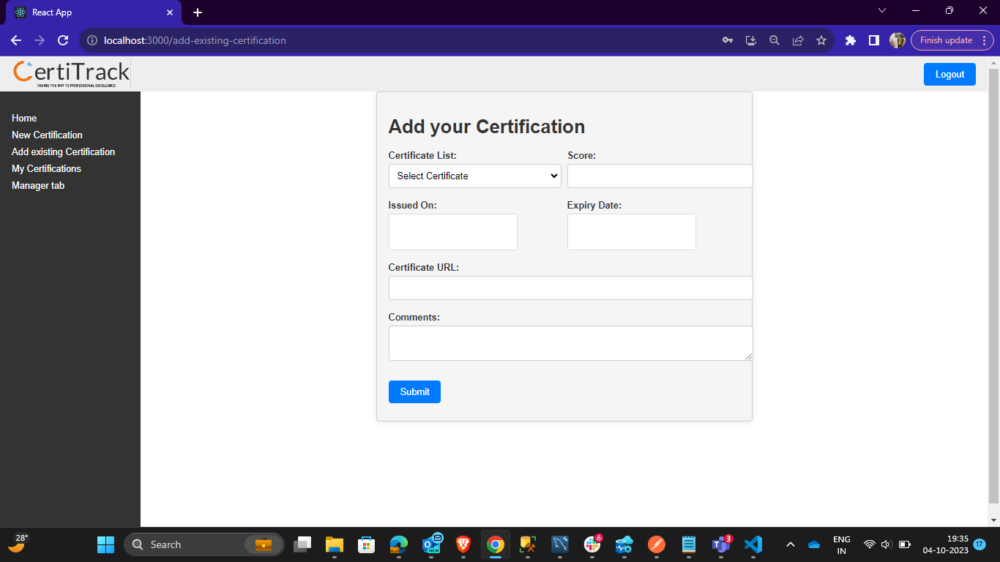 React App
localhost:3000/add-existing-certification
Finish update
CertiTrack
PAVING THE WAY TO PROFESSIONAL EXCELLENCE
Logout
Home
New Certification
Add existing Certification
My Certifications
Manager tab
Add your Certification
Certificate List: Score:
Select Certificate
Issued On: Expiry Date:
Certificate URL:
Comments:
Submit
28°
Search
NEW
6
3
ENG
IN
19:35
04-10-2023
17